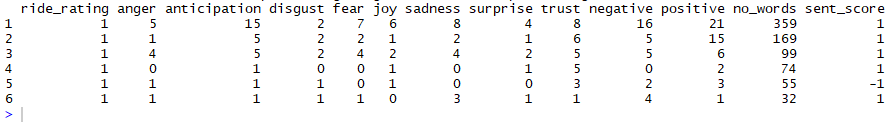 ride_rating anger anticipation disgust fear joy sadness surprise trust negative positive no_words sent_score
1 1 5 15 2 7 6 8 4 8 16 21 359 1
2 1 1 5 2 2 1 2 1 6 5 15 169 1
3 1 4 5 2 4 2 4 2 5 5 6 99 1
4 1 0 1 0 0 1 0 1 5 0 2 74 1
5 1 1 1 1 0 1 0 0 3 2 3 55 -1
6 1 1 1 1 1 0 3 1 1 4 1 32 1
>